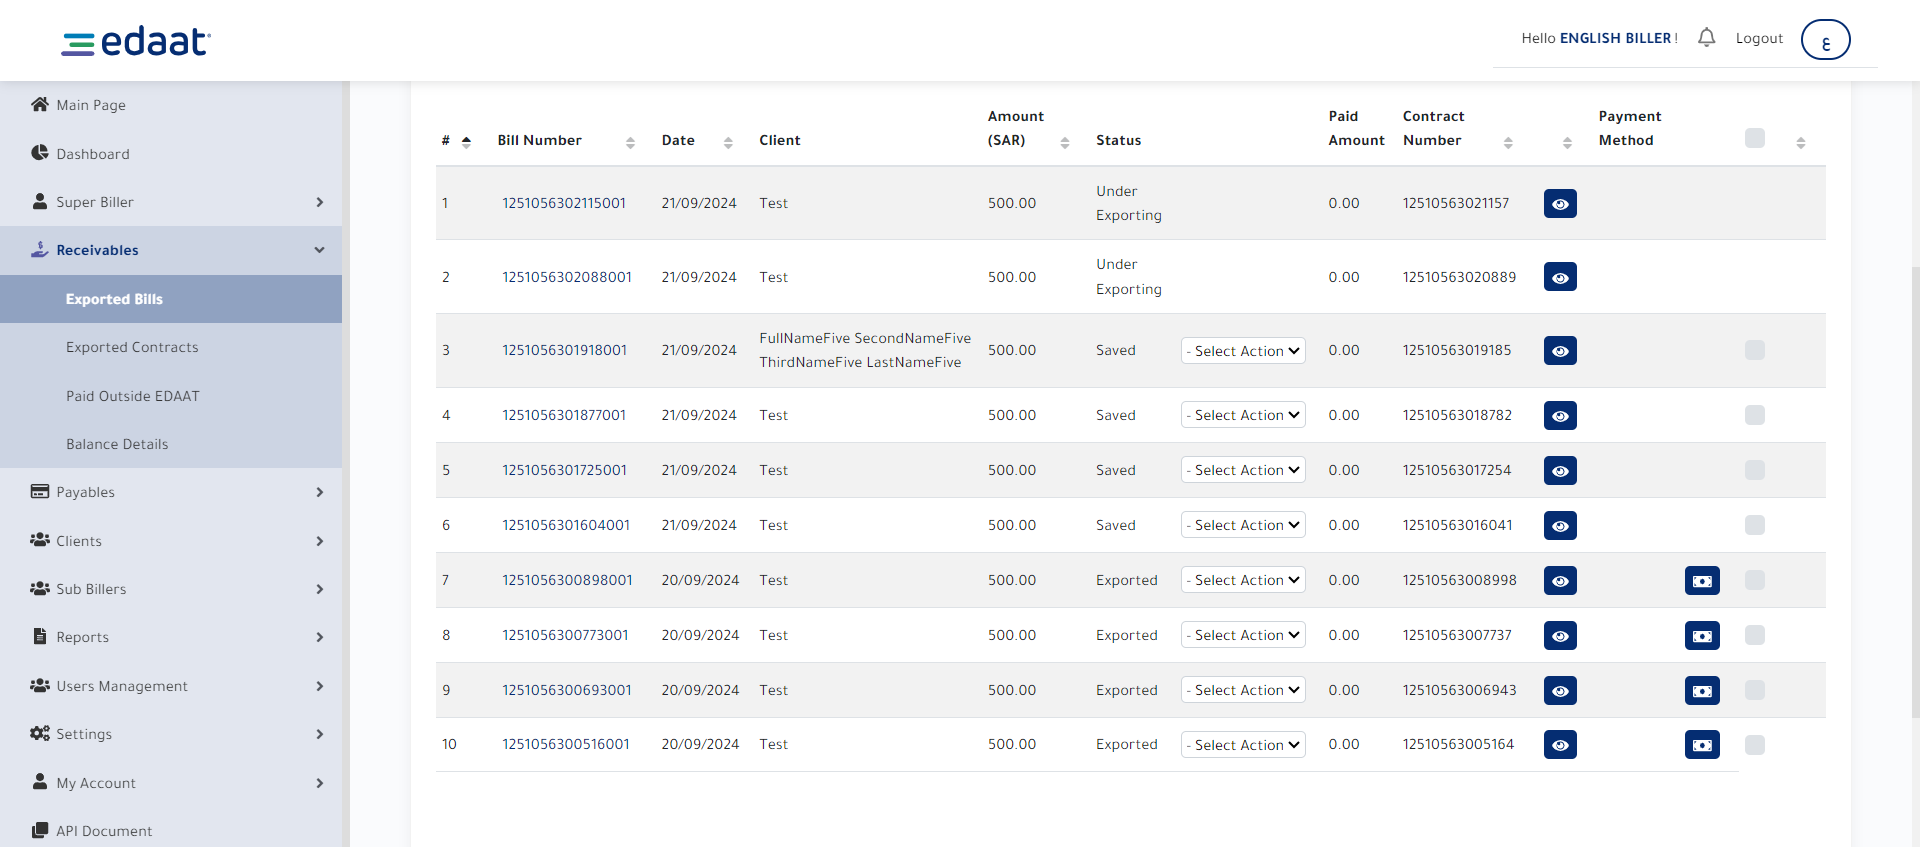 edaat
Hello ENGLISH BILLER !
Logout
ع
Main Page
Dashboard
Super Biller
Receivables
Exported Bills
Exported Contracts
Paid Outside EDAAT
Balance Details
Payables
Clients
Sub Billers
Reports
Users Management
Settings
My Account
API Document
# Bill Number Date Client Amount (SAR) Status Paid Amount Contract Number Payment Method
1 1251056302115001 21/09/2024 Test 500.00 Under Exporting 0.00 12510563021157
2 1251056302088001 21/09/2024 Test 500.00 Under Exporting 0.00 12510563020889
3 1251056301918001 21/09/2024 FullNameFive SecondNameFive ThirdNameFive LastNameFive 500.00 Saved - Select Action 0.00 12510563019185
4 1251056301877001 21/09/2024 Test 500.00 Saved - Select Action 0.00 12510563018782
5 1251056301725001 21/09/2024 Test 500.00 Saved - Select Action 0.00 12510563017254
6 1251056301604001 21/09/2024 Test 500.00 Saved - Select Action 0.00 12510563016041
7 1251056300898001 20/09/2024 Test 500.00 Exported - Select Action 0.00 12510563008998
8 1251056300773001 20/09/2024 Test 500.00 Exported - Select Action 0.00 12510563007737
9 1251056300693001 20/09/2024 Test 500.00 Exported - Select Action 0.00 12510563006943
10 1251056300516001 20/09/2024 Test 500.00 Exported - Select Action 0.00 12510563005164